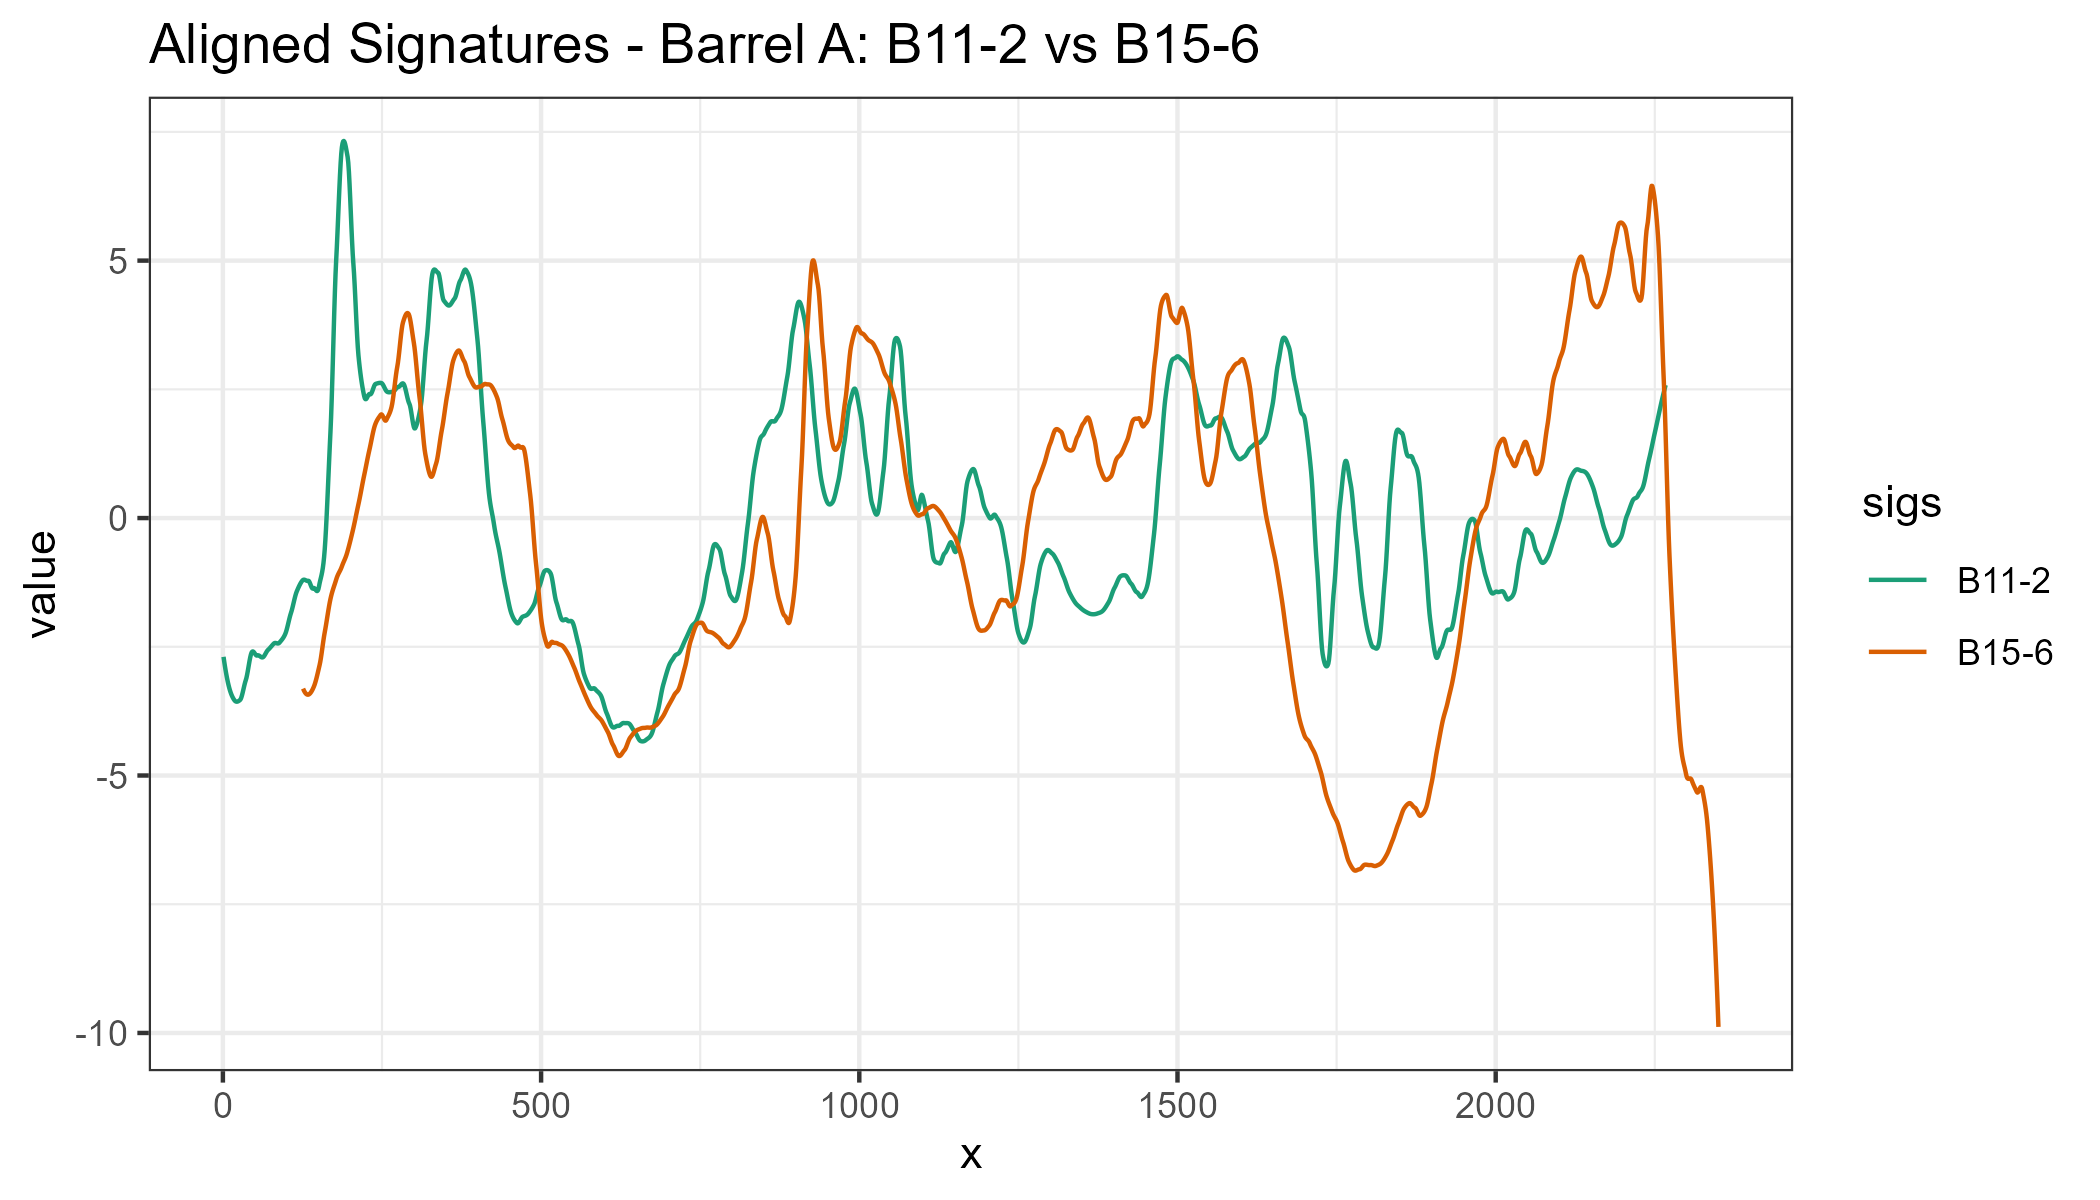 Aligned Signatures - Barrel A: B11-2 vs B15-6
value
5
0
-5
-10
0 500 1000 1500 2000
x
sigs
B11-2
B15-6